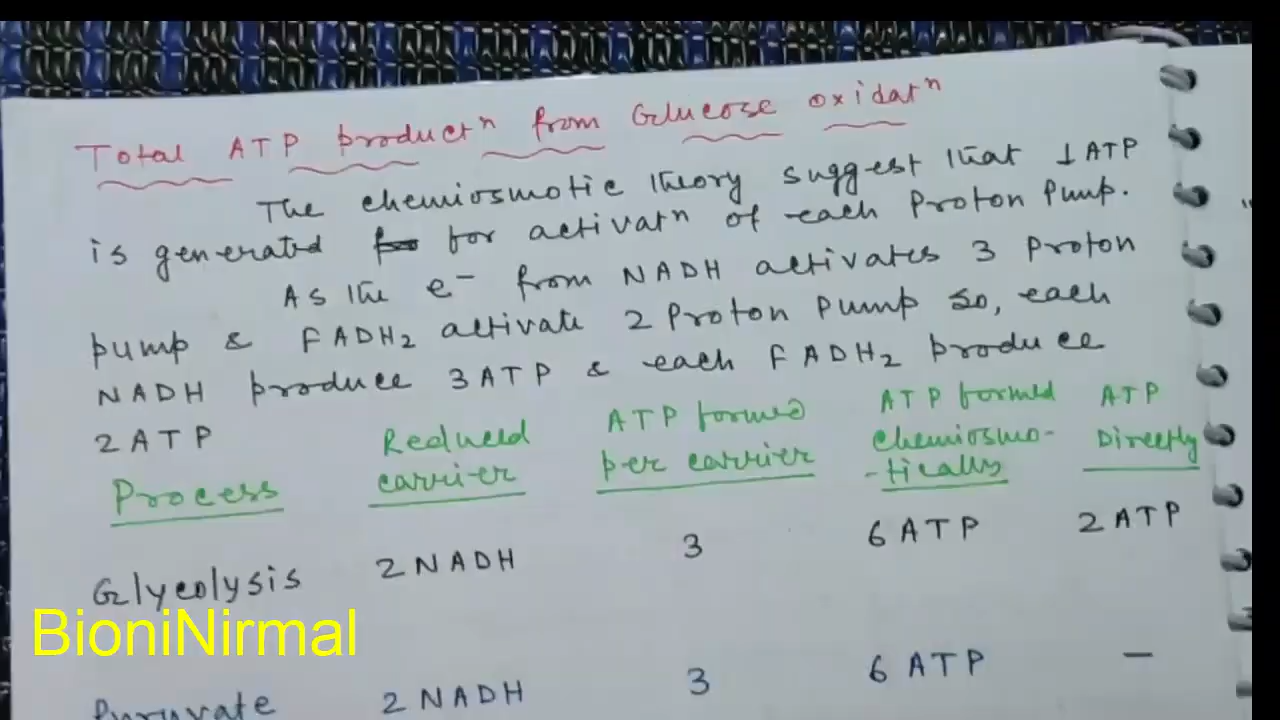 Total ATP productⁿ from Glucose oxidatⁿ
The chemiosmotic theory suggest that 1 ATP
is generated for activatⁿ of each Proton Pump.
As the e⁻ from NADH activates 3 Proton
pump & FADH₂ activate 2 Proton Pump so, each
NADH produce 3 ATP & each FADH₂ produce
2 ATP
Process Reduced carrier ATP formed per carrier ATP formed chemiosmo-tically ATP Directly
Glycolysis 2 NADH 3 6 ATP 2 ATP
Pyruvate 2 NADH 3 6 ATP —
BioniNirmal